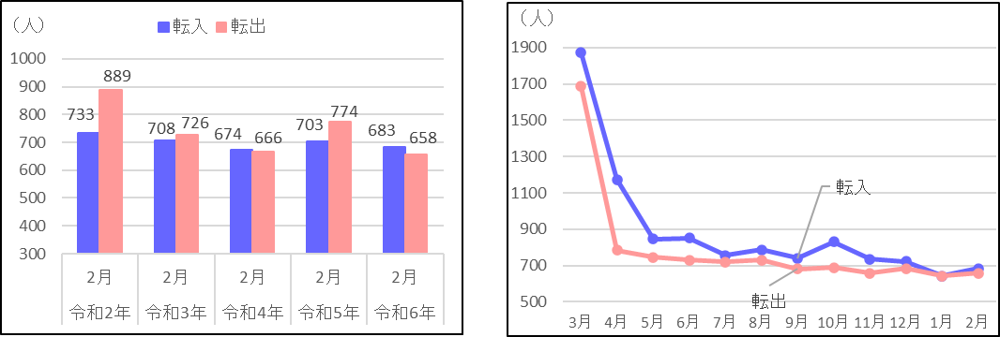 （人）
転入 転出
1000
900
800
700
600
500
400
300
733 889 708 726 674 666 703 774 683 658
2月 2月 2月 2月 2月
令和2年 令和3年 令和4年 令和5年 令和6年
（人）
1900
1700
1500
1300
1100
900
700
500
転入
転出
3月 4月 5月 6月 7月 8月 9月 10月 11月 12月 1月 2月